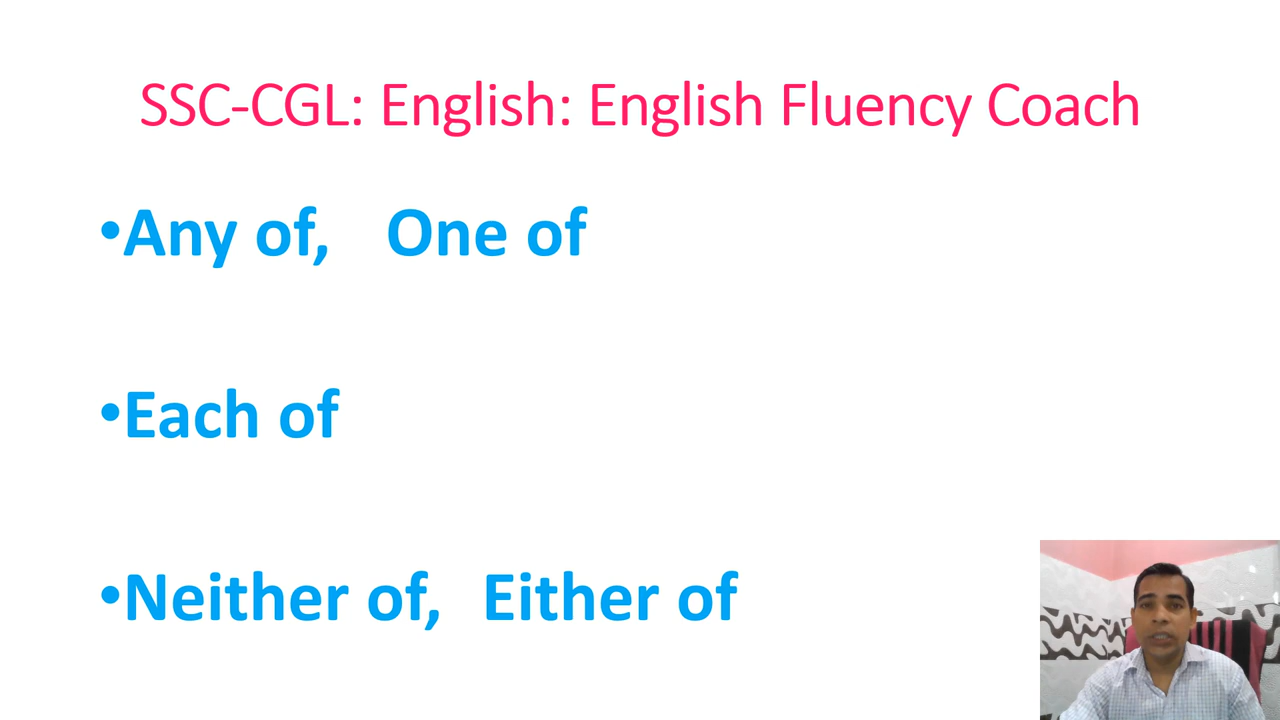 SSC-CGL: English: English Fluency Coach
•Any of, One of
•Each of
•Neither of, Either of